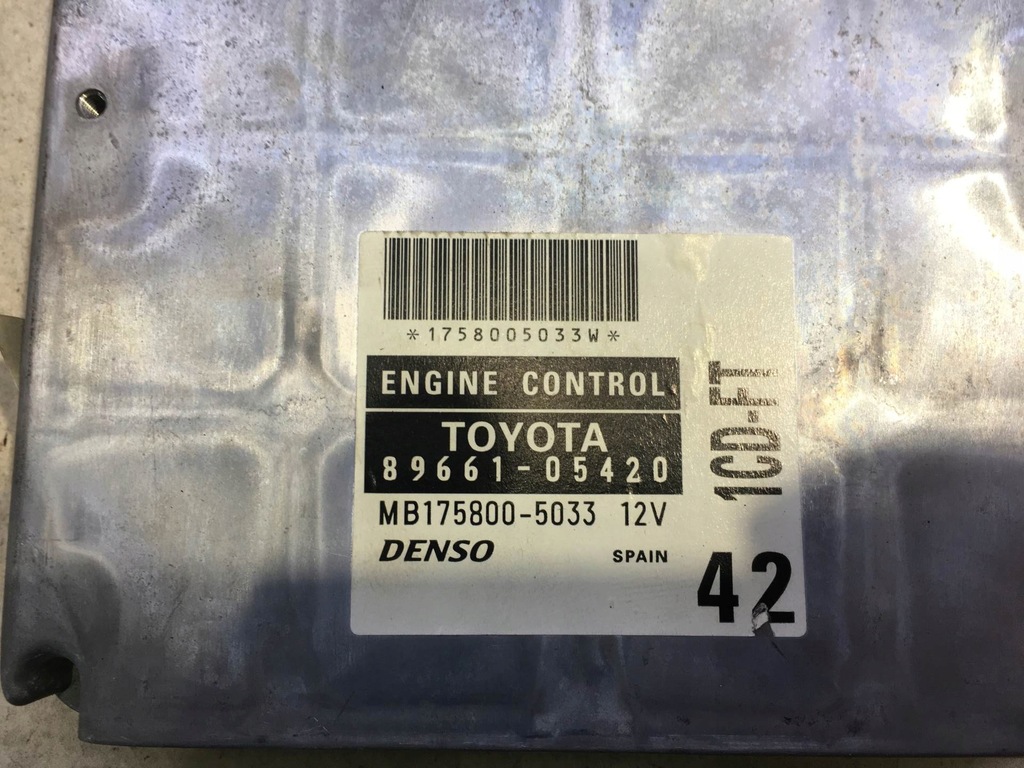 *1758005033W*
ENGINE CONTROL
TOYOTA
89661-05420
MB175800-5033 12V
DENSO SPAIN
1CD-FT
42